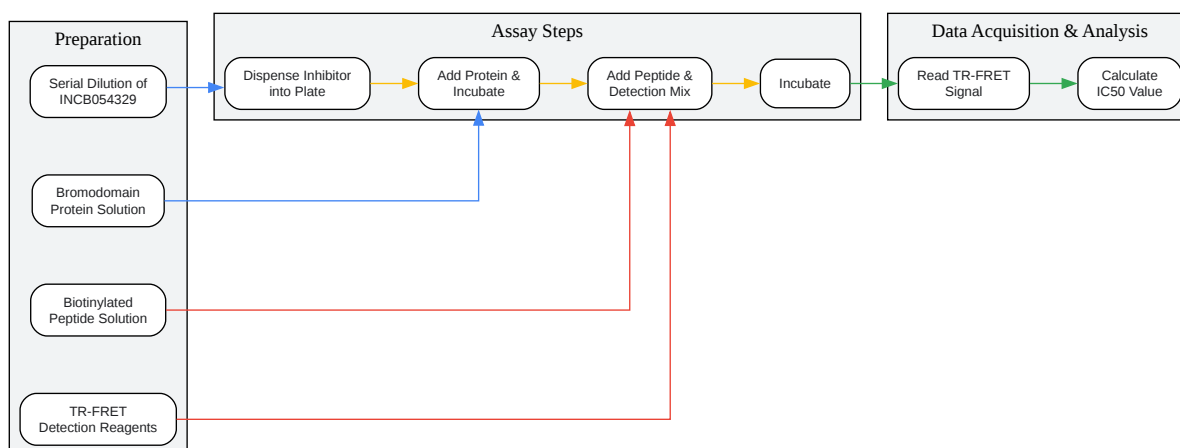 Preparation
Serial Dilution of
INCB054329
Bromodomain
Protein Solution
Biotinylated
Peptide Solution
TR-FRET
Detection Reagents
Assay Steps
Dispense Inhibitor
into Plate
Add Protein &
Incubate
Add Peptide &
Detection Mix
Incubate
Data Acquisition & Analysis
Read TR-FRET
Signal
Calculate
IC50 Value